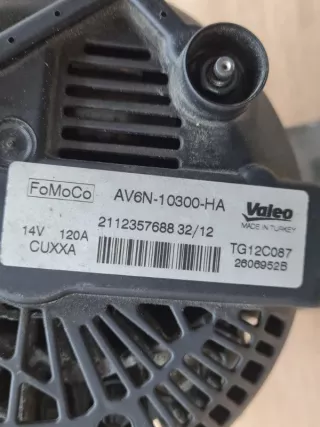 FoMoCo
AV6N-10300-HA
Valeo
MADE IN TURKEY
14V 120A
2112357688 32/12
TG12C087
CUXXA
2606952B